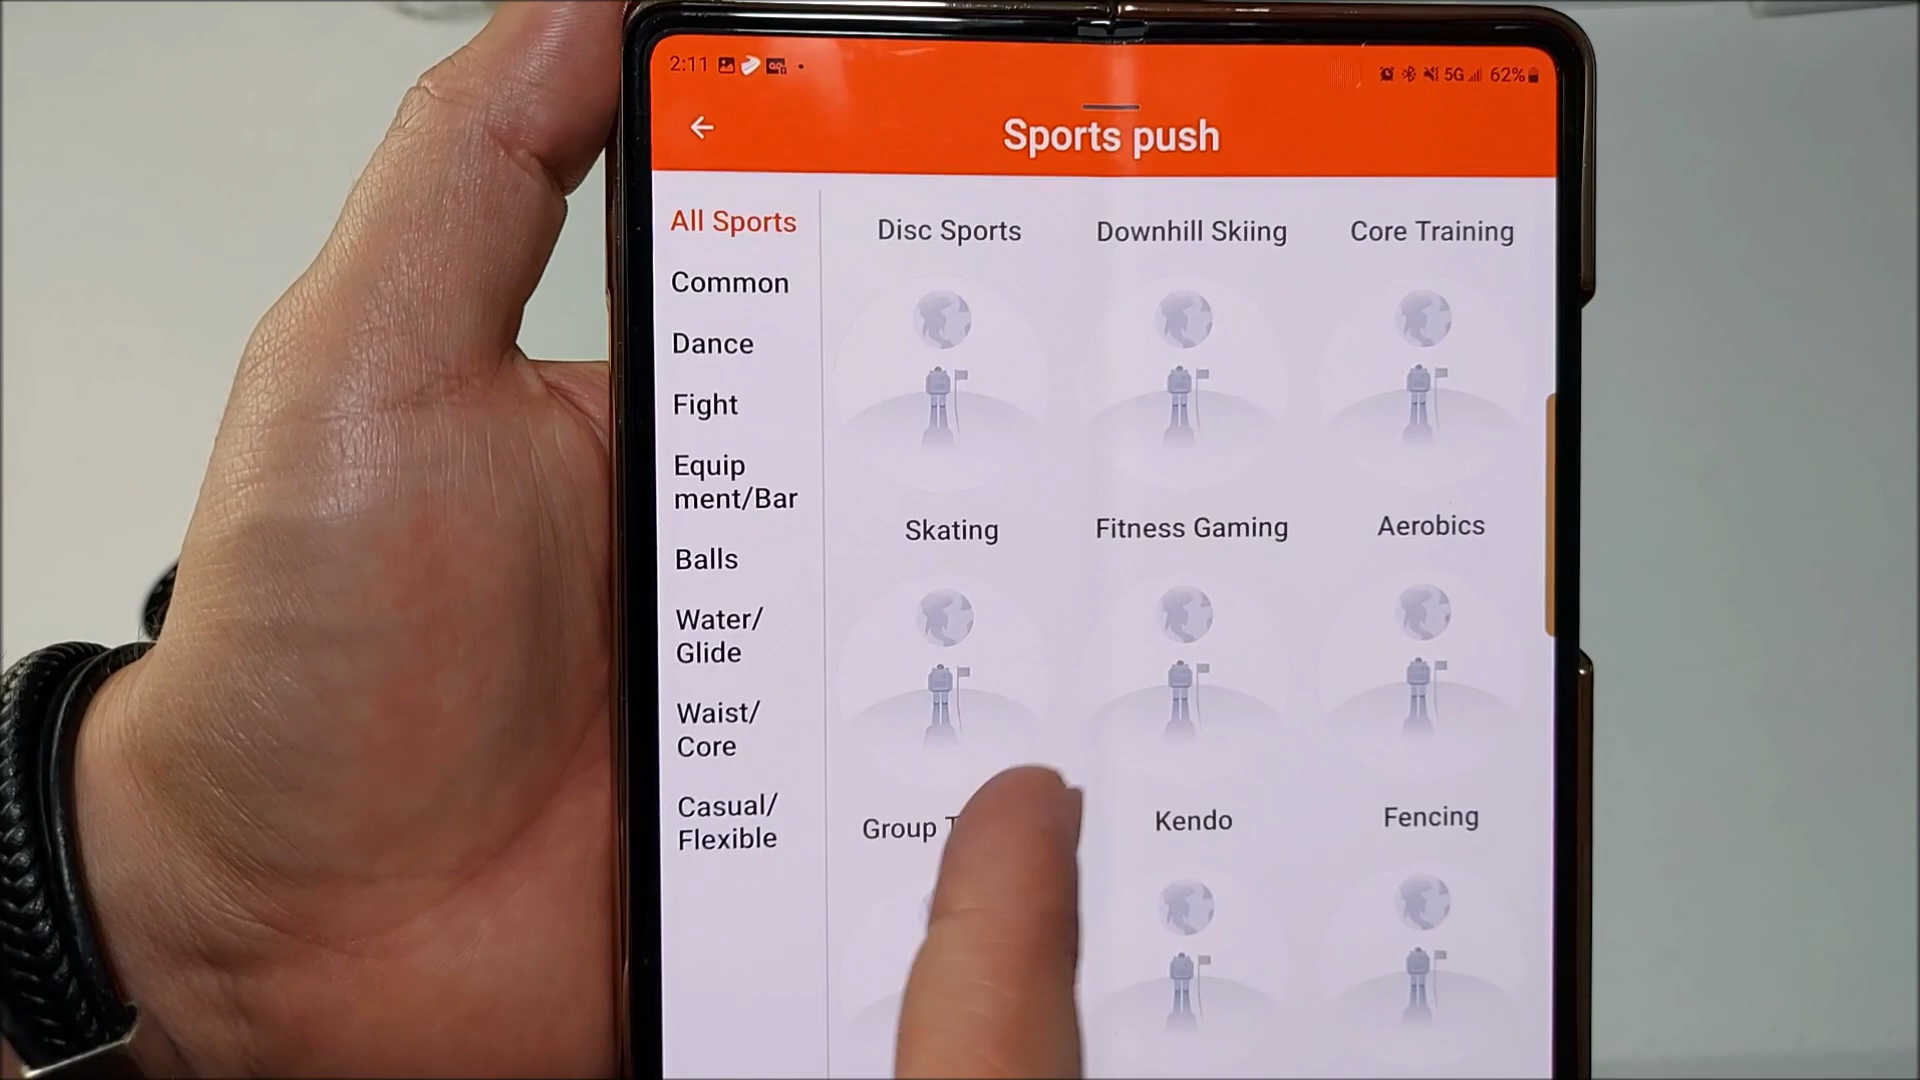 2:11
5G 62%
Sports push
All Sports
Common
Dance
Fight
Equip
ment/Bar
Balls
Water/
Glide
Waist/
Core
Casual/
Flexible
Disc Sports Downhill Skiing Core Training
Skating Fitness Gaming Aerobics
Group Kendo Fencing